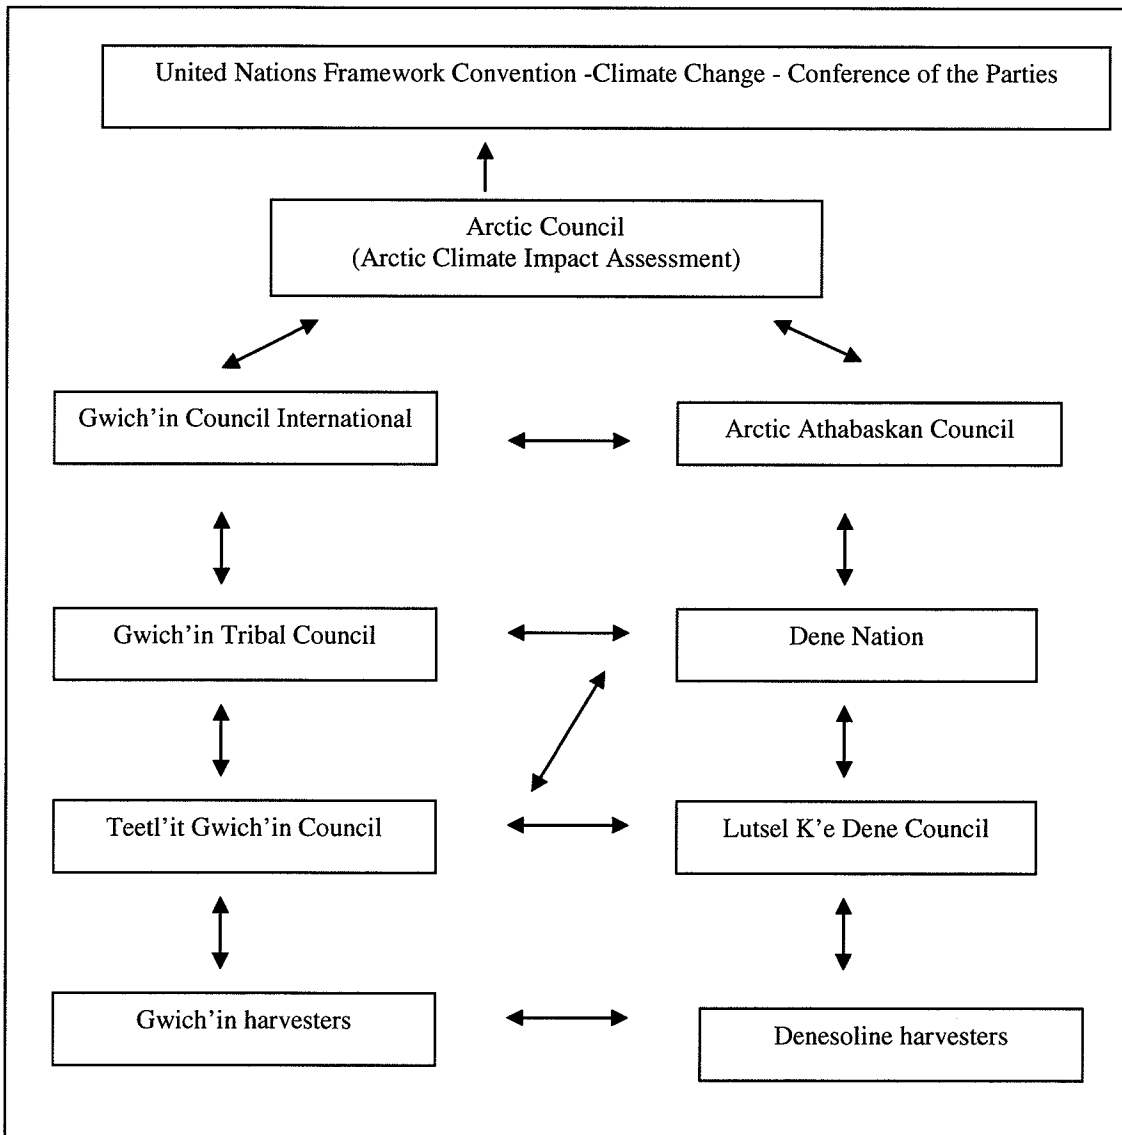 United Nations Framework Convention -Climate Change - Conference of the Parties
Arctic Council
(Arctic Climate Impact Assessment)
Gwich'in Council International
Arctic Athabaskan Council
Gwich'in Tribal Council
Dene Nation
Teetl'it Gwich'in Council
Lutsel K'e Dene Council
Gwich'in harvesters
Denesoline harvesters